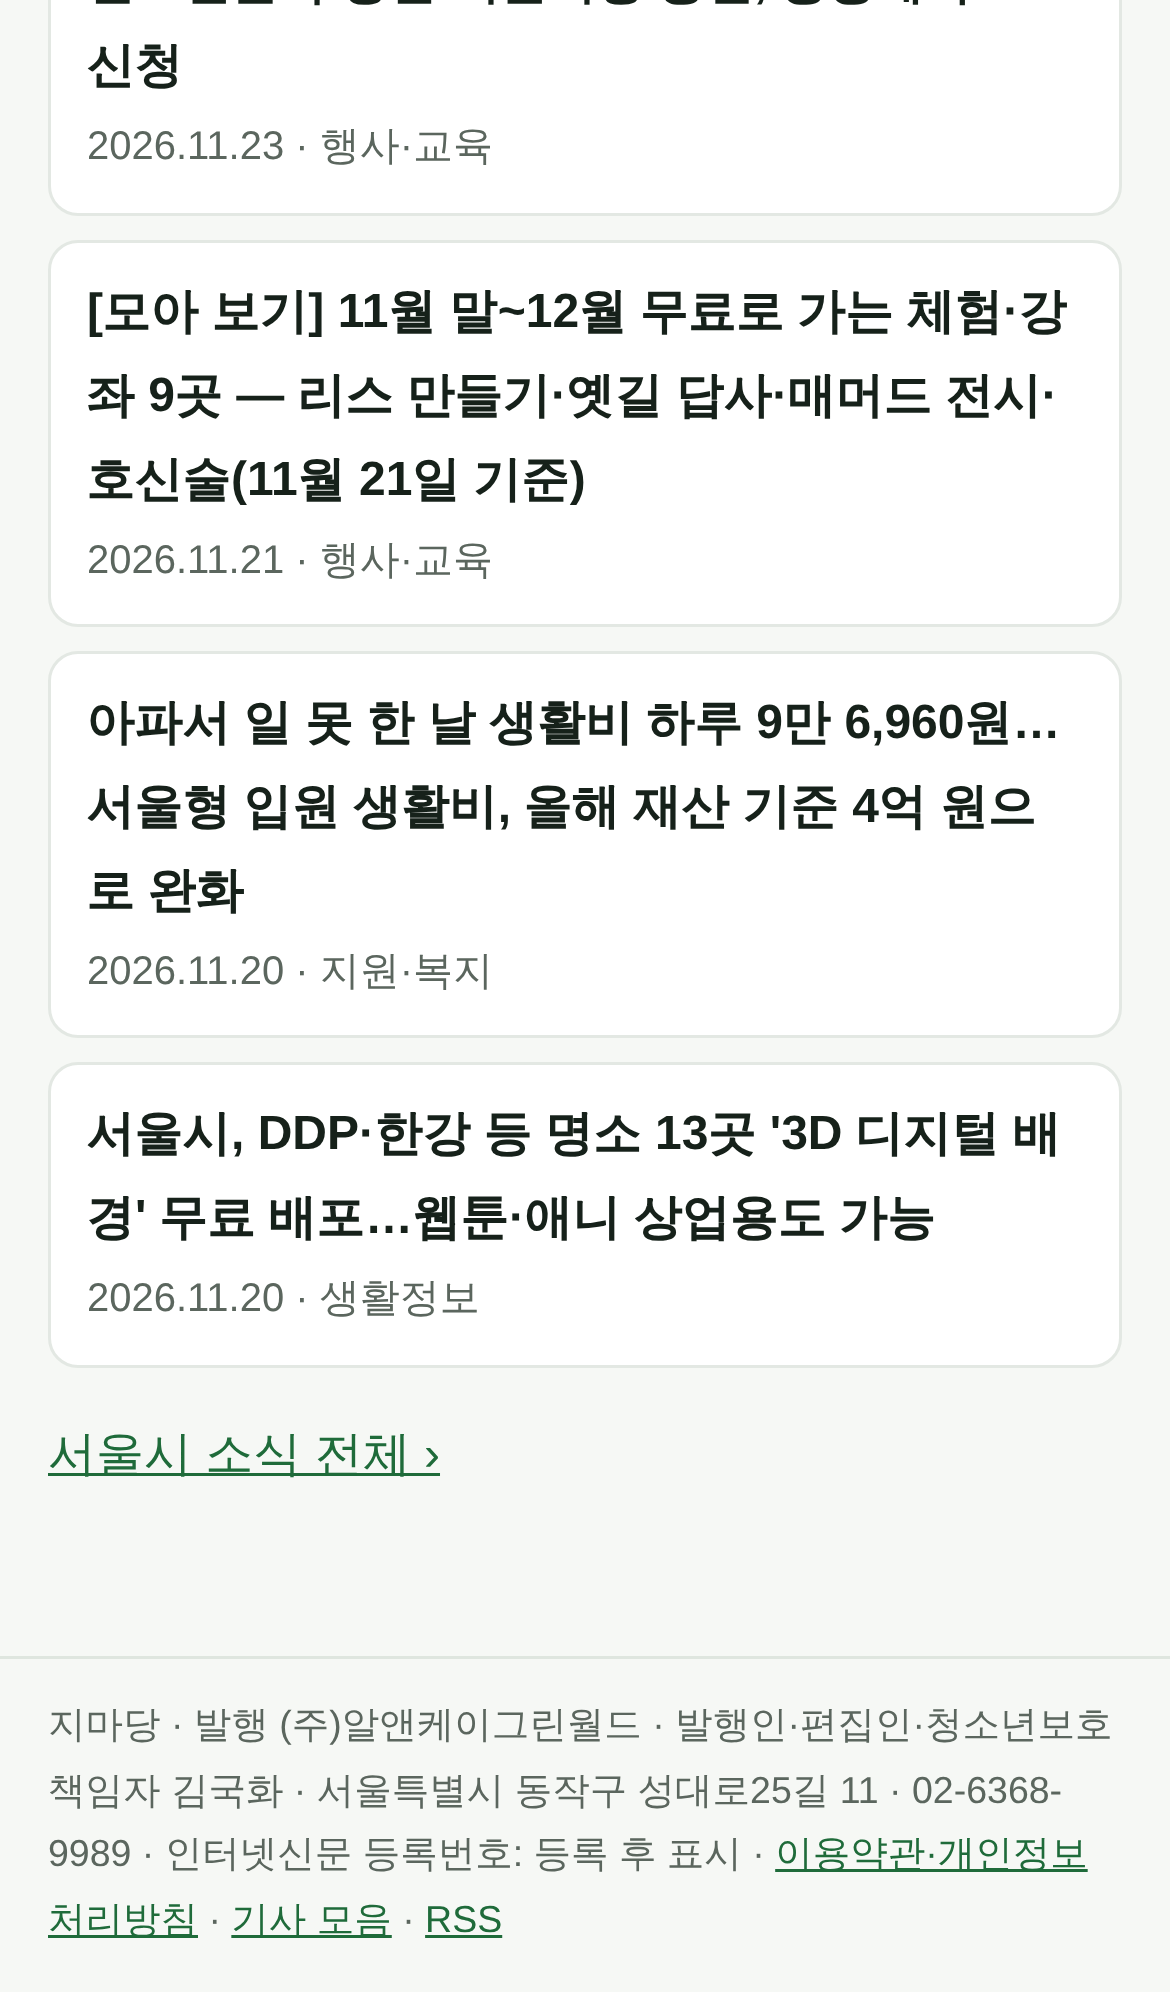 신청
2026.11.23 · 행사·교육
[모아 보기] 11월 말~12월 무료로 가는 체험·강
좌 9곳 — 리스 만들기·옛길 답사·매머드 전시·
호신술(11월 21일 기준)
2026.11.21 · 행사·교육
아파서 일 못 한 날 생활비 하루 9만 6,960원…
서울형 입원 생활비, 올해 재산 기준 4억 원으
로 완화
2026.11.20 · 지원·복지
서울시, DDP·한강 등 명소 13곳 '3D 디지털 배
경' 무료 배포…웹툰·애니 상업용도 가능
2026.11.20 · 생활정보
서울시 소식 전체 ›
지마당 · 발행 (주)알앤케이그린월드 · 발행인·편집인·청소년보호
책임자 김국화 · 서울특별시 동작구 성대로25길 11 · 02-6368-
9989 · 인터넷신문 등록번호: 등록 후 표시 · 이용약관·개인정보
처리방침 · 기사 모음 · RSS